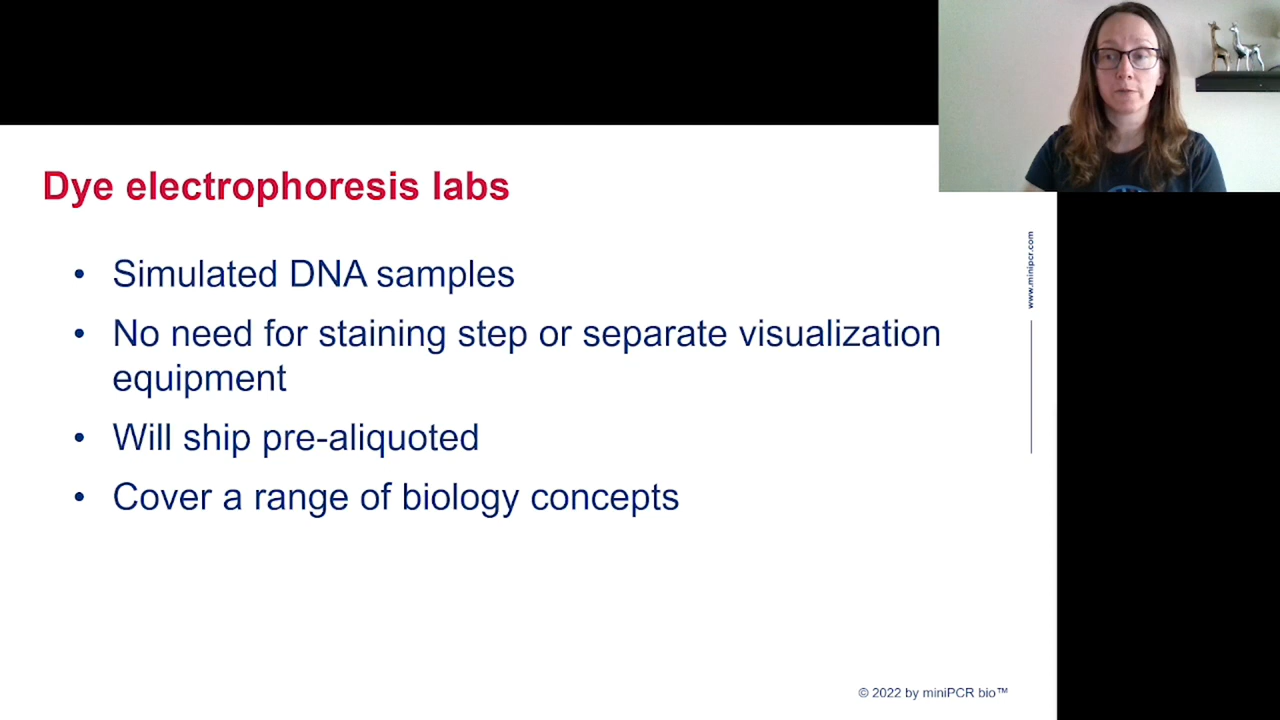 Dye electrophoresis labs
• Simulated DNA samples
• No need for staining step or separate visualization
equipment
• Will ship pre-aliquoted
• Cover a range of biology concepts
www.minipcr.com
© 2022 by miniPCR bio™